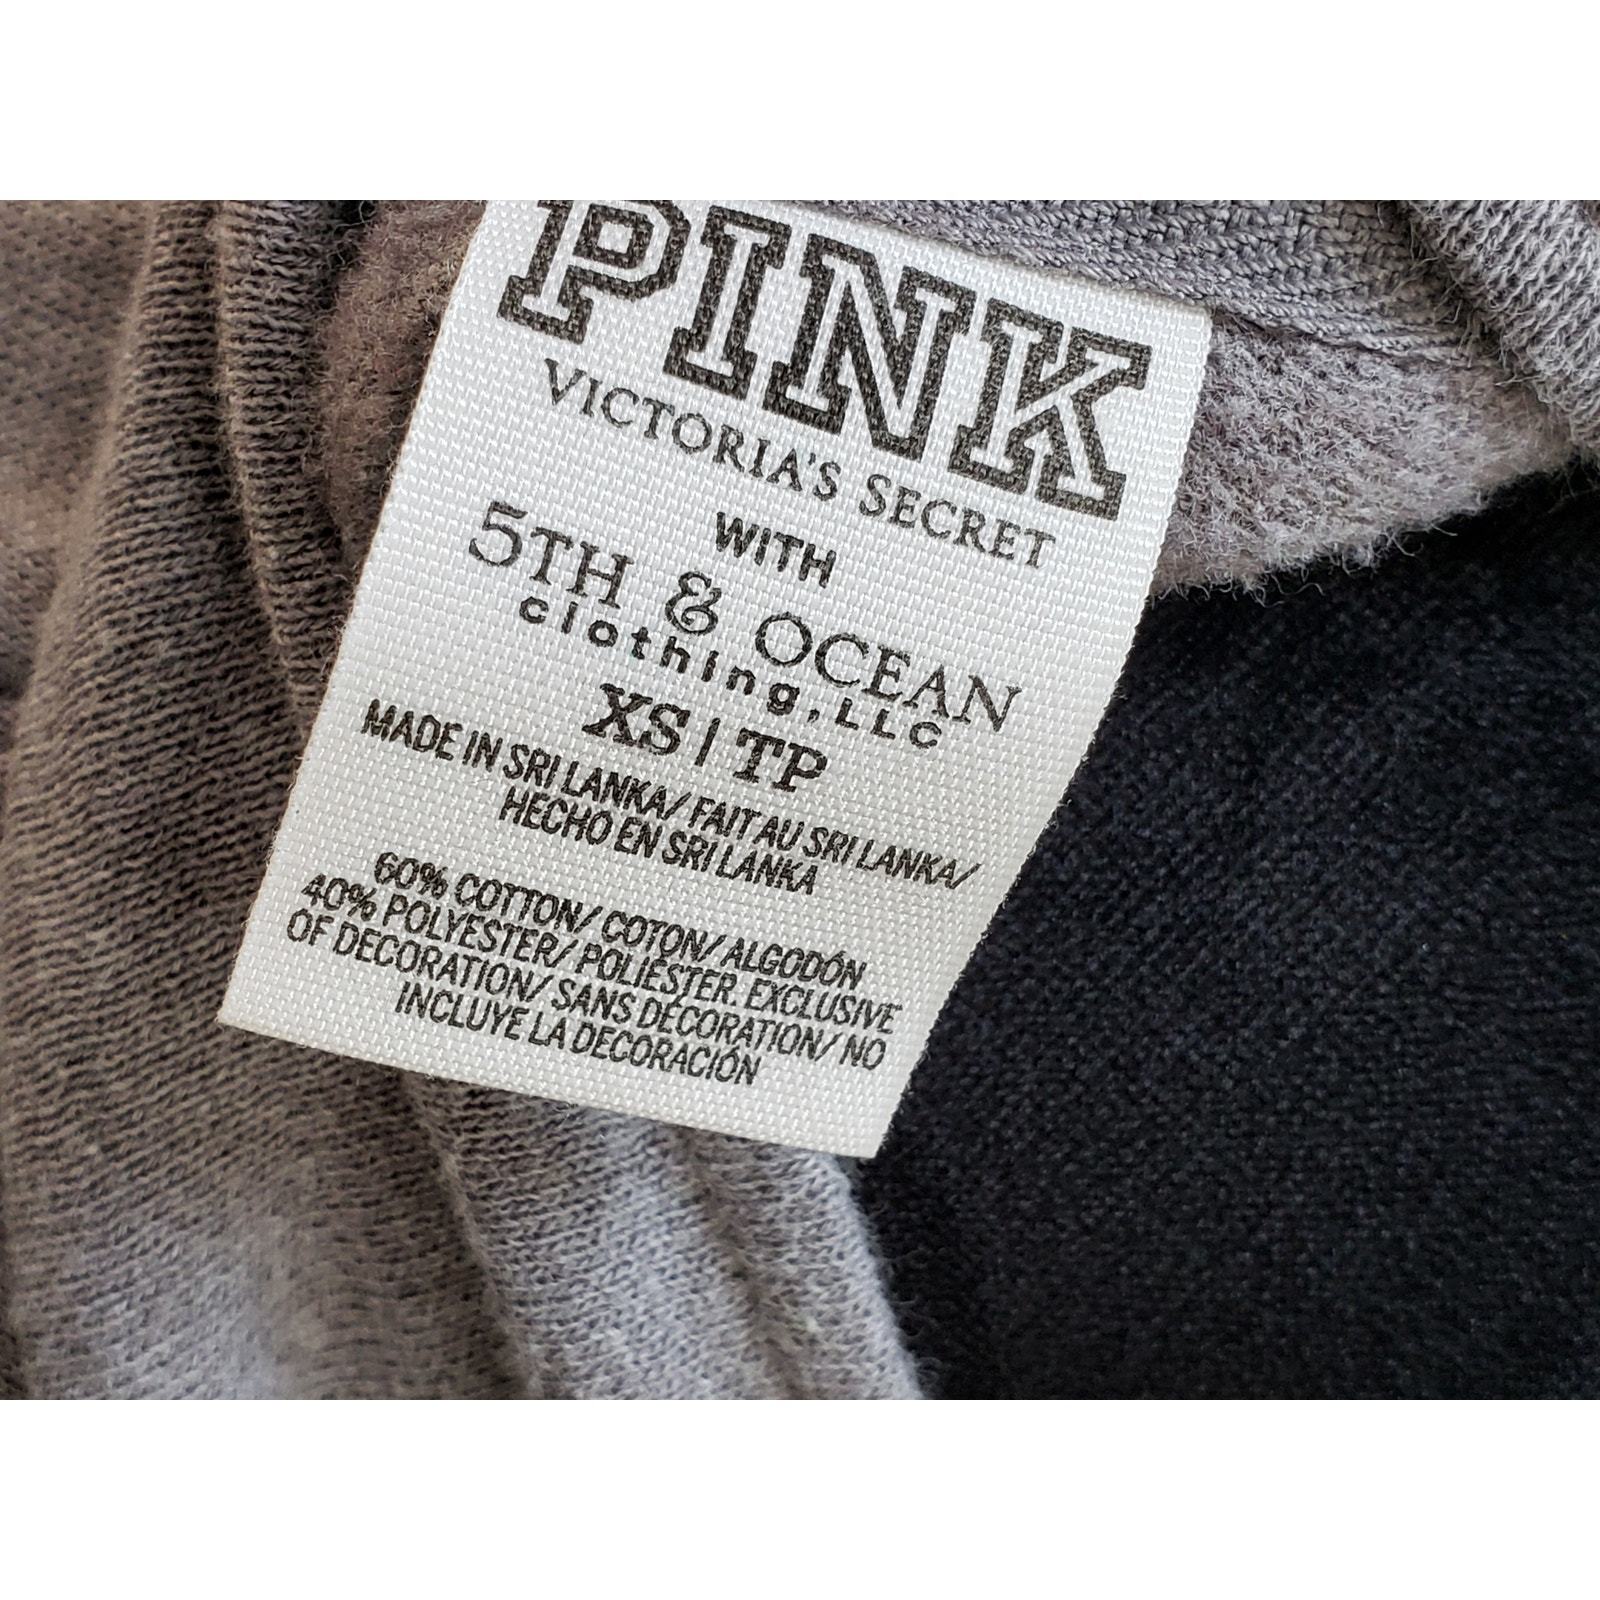 PINK
VICTORIA'S SECRET
WITH
5TH & OCEAN
clothing, LLC
XS | TP
MADE IN SRI LANKA/ FAIT AU SRI LANKA/
HECHO EN SRI LANKA
60% COTTON/ COTON/ ALGODÓN
40% POLYESTER/ POLIÉSTER. EXCLUSIVE
OF DECORATION/ SANS DÉCORATION/ NO
INCLUYE LA DECORACIÓN